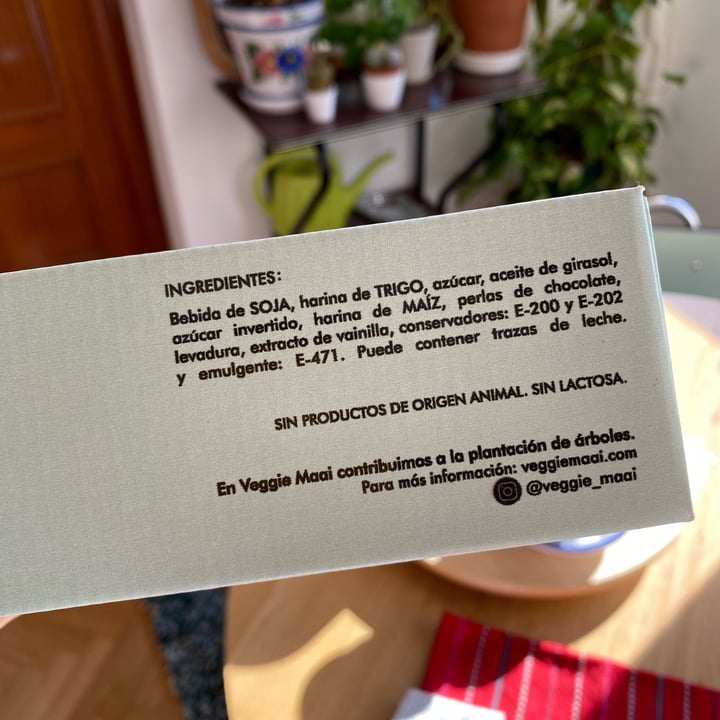 INGREDIENTES:
Bebida de SOJA, harina de TRIGO, azúcar, aceite de girasol,
azúcar invertido, harina de MAÍZ, perlas de chocolate,
levadura, extracto de vainilla, conservadores: E-200 y E-202
y emulgente: E-471. Puede contener trazas de leche.
SIN PRODUCTOS DE ORIGEN ANIMAL. SIN LACTOSA.
En Veggie Maai contribuimos a la plantación de árboles.
Para más información: veggiemaai.com
@veggie_maai